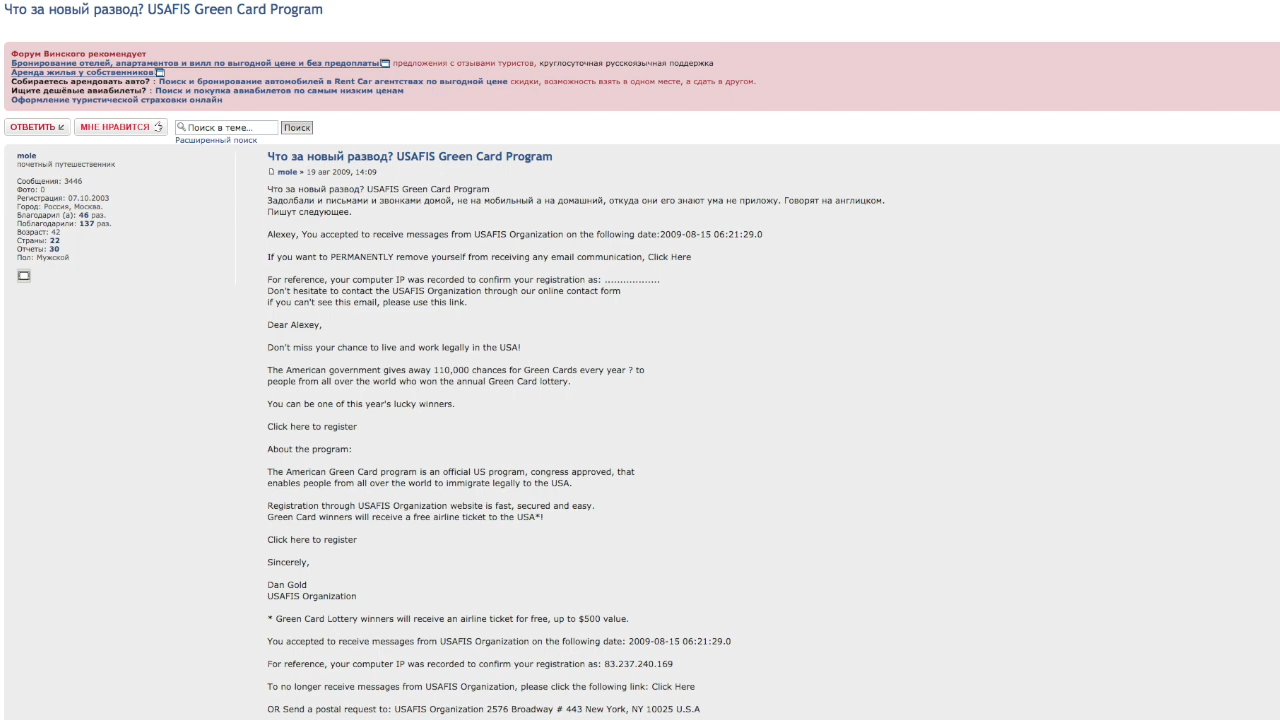 Что за новый развод? USAFIS Green Card Program
Форум Винского рекомендует
Бронирование отелей, апартаментов и вилл по выгодной цене и без предоплаты предложения с отзывами туристов, круглосуточная русскоязычная поддержка
Аренда жилья у собственников
Собираетесь арендовать авто? : Поиск и бронирование автомобилей в Rent Car агентствах по выгодной цене скидки, возможность взять в одном месте, а сдать в другом.
Ищите дешёвые авиабилеты? : Поиск и покупка авиабилетов по самым низким ценам
Оформление туристической страховки онлайн
ОТВЕТИТЬ МНЕ НРАВИТСЯ Поиск в теме... Поиск
Расширенный поиск
mole
почетный путешественник
Сообщения: 3446
Фото: 0
Регистрация: 07.10.2003
Город: Россия, Москва.
Благодарил (а): 46 раз.
Поблагодарили: 137 раз.
Возраст: 42
Страны: 22
Отчеты: 30
Пол: Мужской
Что за новый развод? USAFIS Green Card Program
mole » 19 авг 2009, 14:09
Что за новый развод? USAFIS Green Card Program
Задолбали и письмами и звонками домой, не на мобильный а на домашний, откуда они его знают ума не приложу. Говорят на англицком.
Пишут следующее.
Alexey, You accepted to receive messages from USAFIS Organization on the following date:2009-08-15 06:21:29.0
If you want to PERMANENTLY remove yourself from receiving any email communication, Click Here
For reference, your computer IP was recorded to confirm your registration as: ..................
Don't hesitate to contact the USAFIS Organization through our online contact form
if you can't see this email, please use this link.
Dear Alexey,
Don't miss your chance to live and work legally in the USA!
The American government gives away 110,000 chances for Green Cards every year ? to
people from all over the world who won the annual Green Card lottery.
You can be one of this year's lucky winners.
Click here to register
About the program:
The American Green Card program is an official US program, congress approved, that
enables people from all over the world to immigrate legally to the USA.
Registration through USAFIS Organization website is fast, secured and easy.
Green Card winners will receive a free airline ticket to the USA*!
Click here to register
Sincerely,
Dan Gold
USAFIS Organization
* Green Card Lottery winners will receive an airline ticket for free, up to $500 value.
You accepted to receive messages from USAFIS Organization on the following date: 2009-08-15 06:21:29.0
For reference, your computer IP was recorded to confirm your registration as: 83.237.240.169
To no longer receive messages from USAFIS Organization, please click the following link: Click Here
OR Send a postal request to: USAFIS Organization 2576 Broadway # 443 New York, NY 10025 U.S.A